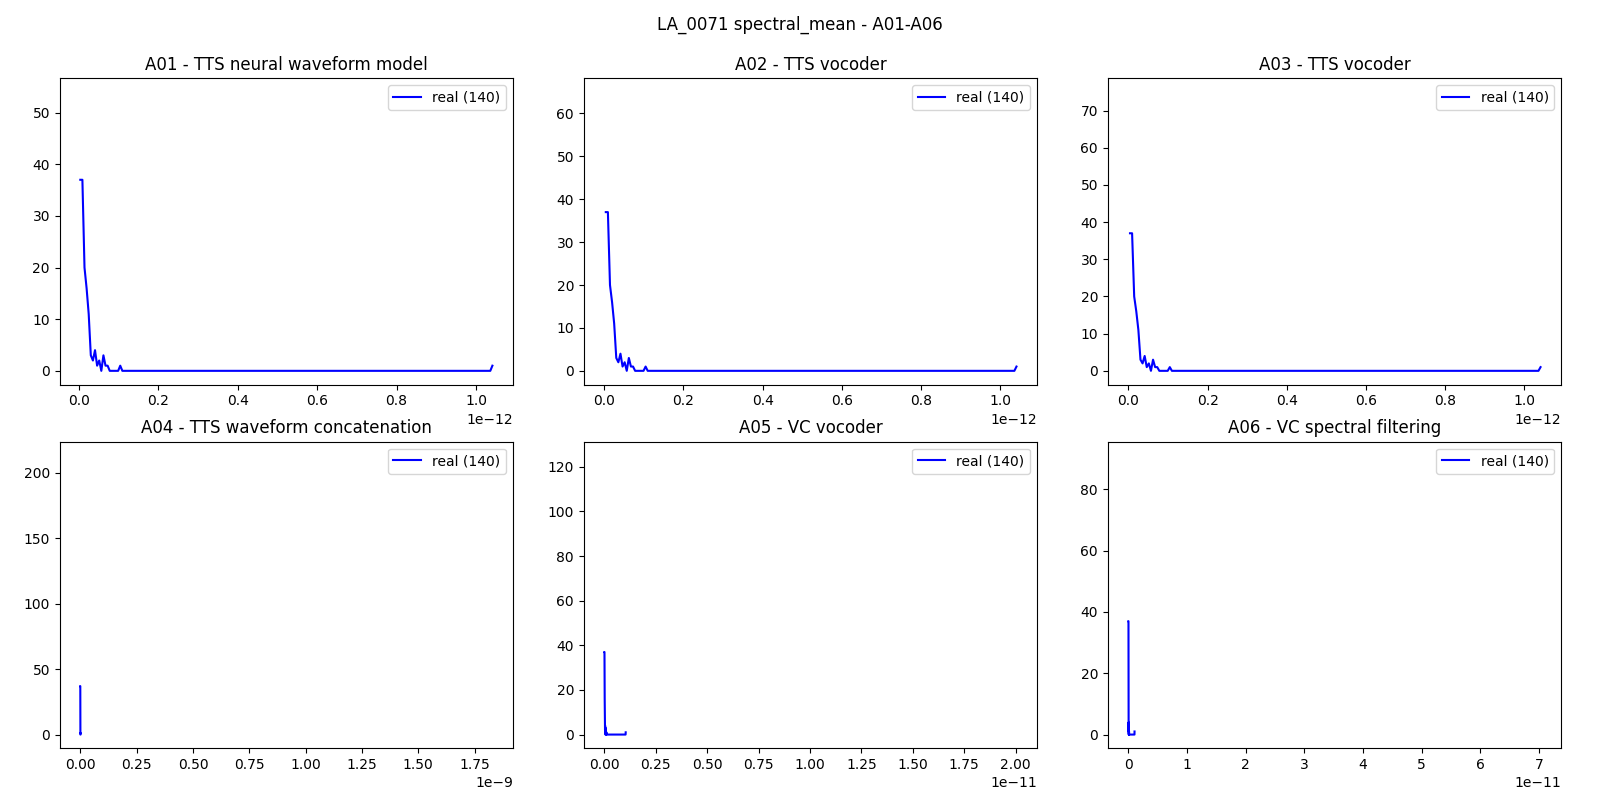 LA_0071 spectral_mean - A01-A06
A01 - TTS neural waveform model
real (140)
50
40
30
20
10
0
0.0 0.2 0.4 0.6 0.8 1.0
1e−12
A02 - TTS vocoder
real (140)
60
50
40
30
20
10
0
0.0 0.2 0.4 0.6 0.8 1.0
1e−12
A03 - TTS vocoder
real (140)
70
60
50
40
30
20
10
0
0.0 0.2 0.4 0.6 0.8 1.0
1e−12
A04 - TTS waveform concatenation
real (140)
200
150
100
50
0
0.00 0.25 0.50 0.75 1.00 1.25 1.50 1.75
1e−9
A05 - VC vocoder
real (140)
120
100
80
60
40
20
0
0.00 0.25 0.50 0.75 1.00 1.25 1.50 1.75 2.00
1e−11
A06 - VC spectral filtering
real (140)
80
60
40
20
0
0 1 2 3 4 5 6 7
1e−11